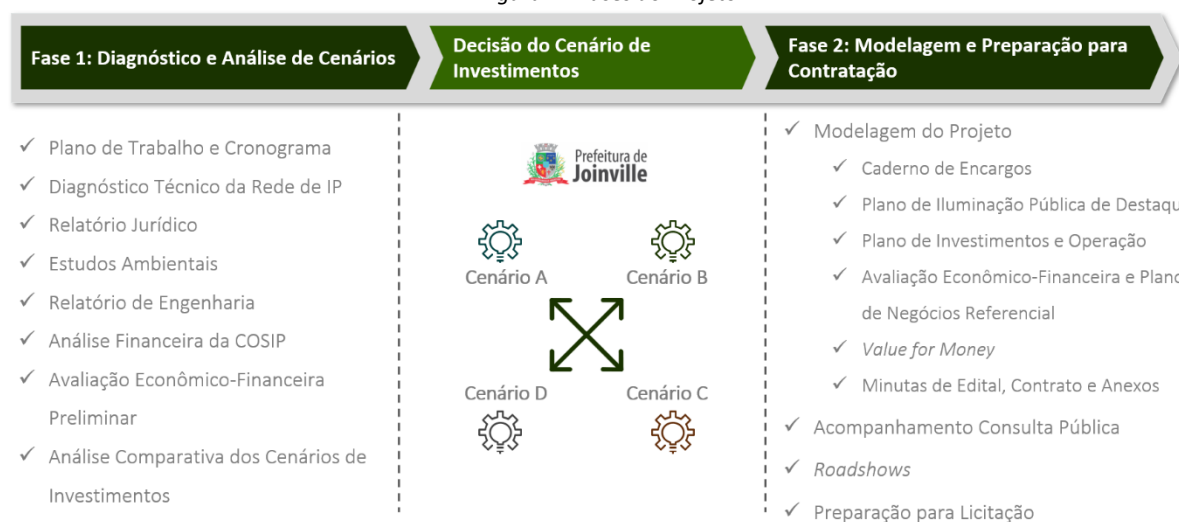 Fase 1: Diagnóstico e Análise de Cenários
Decisão do Cenário de
Investimentos
Fase 2: Modelagem e Preparação para
Contratação
✓ Plano de Trabalho e Cronograma
✓ Diagnóstico Técnico da Rede de IP
✓ Relatório Jurídico
✓ Estudos Ambientais
✓ Relatório de Engenharia
✓ Análise Financeira da COSIP
✓ Avaliação Econômico-Financeira
Preliminar
✓ Análise Comparativa dos Cenários de
Investimentos
Prefeitura de
Joinville
Cenário A
Cenário B
Cenário D
Cenário C
✓ Modelagem do Projeto
✓ Caderno de Encargos
✓ Plano de Iluminação Pública de Destaqu
✓ Plano de Investimentos e Operação
✓ Avaliação Econômico-Financeira e Plano
de Negócios Referencial
✓ Value for Money
✓ Minutas de Edital, Contrato e Anexos
✓ Acompanhamento Consulta Pública
✓ Roadshows
✓ Preparação para Licitação